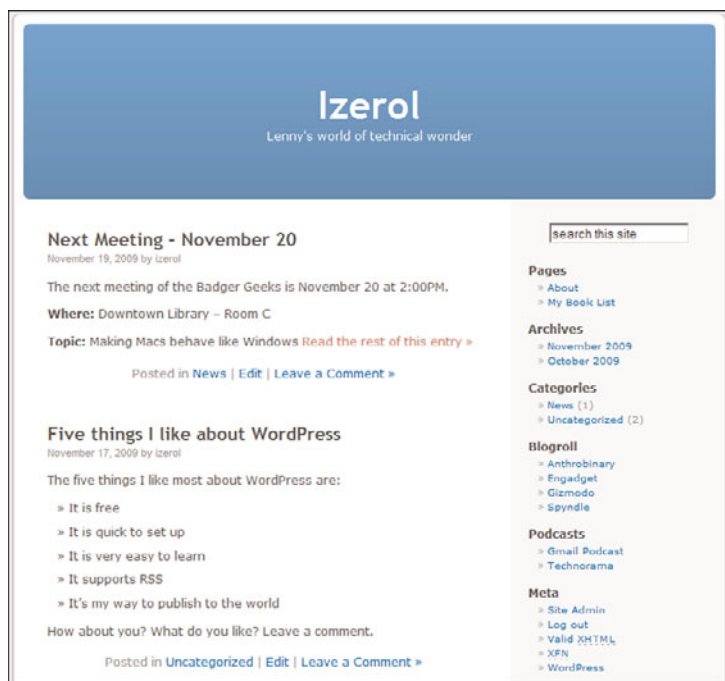 Izerol
Lenny's world of technical wonder
Next Meeting - November 20
November 19, 2009 by izerol
The next meeting of the Badger Geeks is November 20 at 2:00PM.
Where: Downtown Library – Room C
Topic: Making Macs behave like Windows Read the rest of this entry »
Posted in News | Edit | Leave a Comment »
Five things I like about WordPress
November 17, 2009 by izerol
The five things I like most about WordPress are:
» It is free
» It is quick to set up
» It is very easy to learn
» It supports RSS
» It's my way to publish to the world
How about you? What do you like? Leave a comment.
Posted in Uncategorized | Edit | Leave a Comment »
search this site
Pages
» About
» My Book List
Archives
» November 2009
» October 2009
Categories
» News (1)
» Uncategorized (2)
Blogroll
» Anthrobinary
» Engadget
» Gizmodo
» Spyndle
Podcasts
» Gmail Podcast
» Technorama
Meta
» Site Admin
» Log out
» Valid XHTML
» XFN
» WordPress